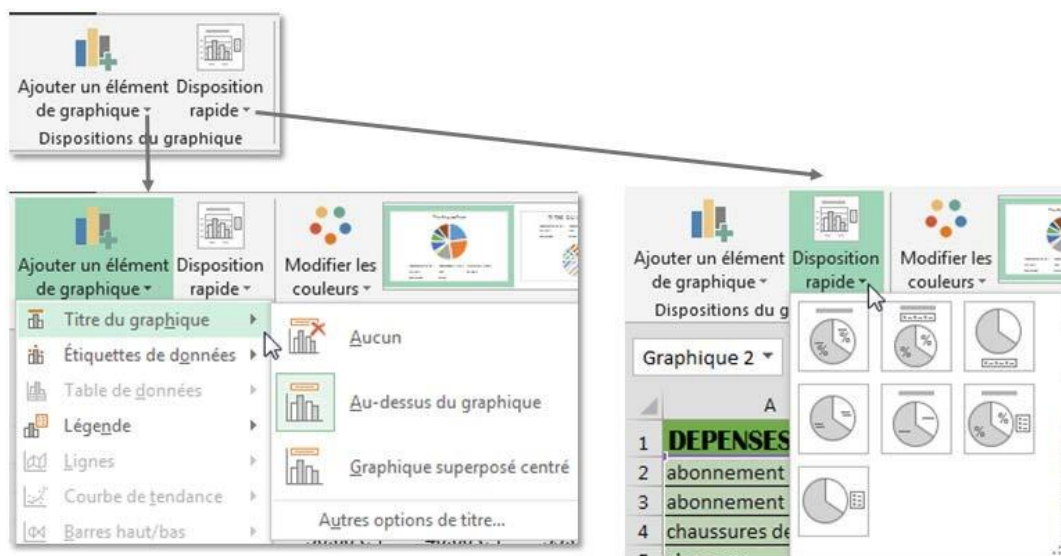 Ajouter un élément
de graphique
Disposition
rapide
Dispositions du graphique
Ajouter un élément
de graphique
Disposition
rapide
Modifier les
couleurs
Titre du graphique
Étiquettes de données
Table de données
Légende
Lignes
Courbe de tendance
Barres haut/bas
Aucun
Au-dessus du graphique
Graphique superposé centré
Autres options de titre...
Ajouter un élément
de graphique
Disposition
rapide
Modifier les
couleurs
Dispositions du g
Graphique 2
A
1 DEPENSES
2 abonnement
3 abonnement
4 chaussures de